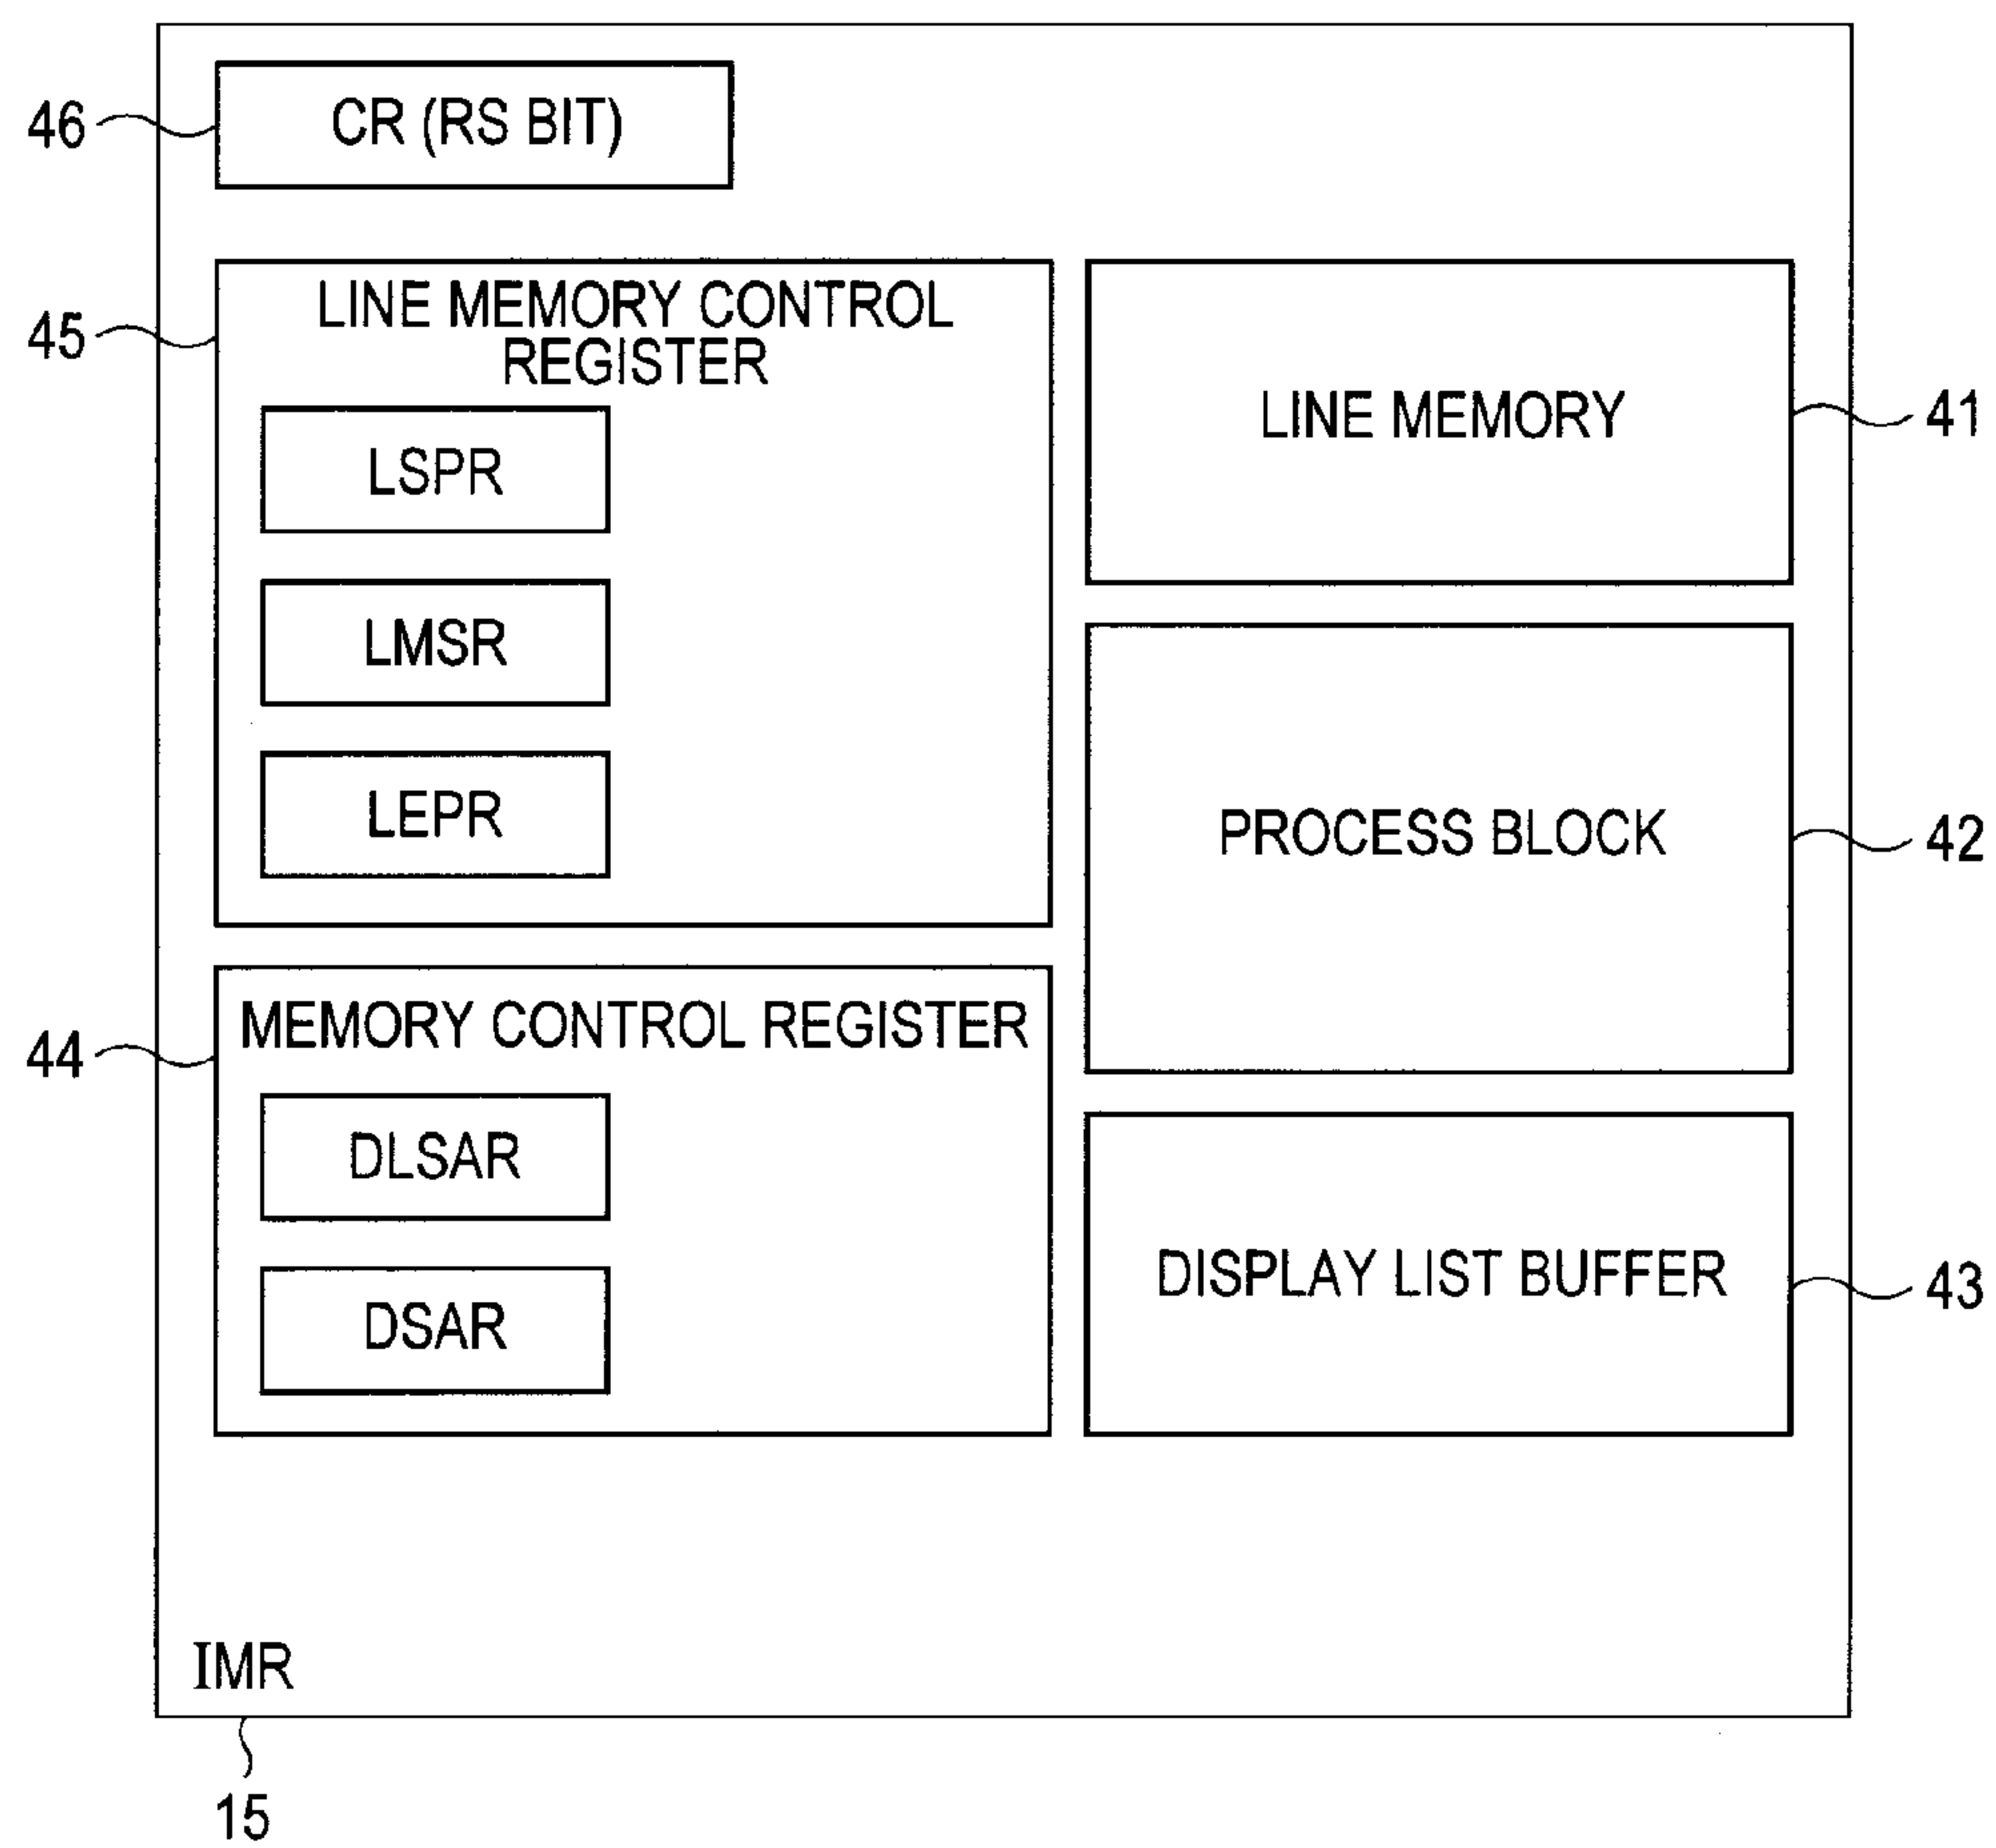 46
CR (RS BIT)
45
LINE MEMORY CONTROL
REGISTER
LSPR
LMSR
LEPR
44
MEMORY CONTROL REGISTER
DLSAR
DSAR
LINE MEMORY
41
PROCESS BLOCK
42
DISPLAY LIST BUFFER
43
IMR
15